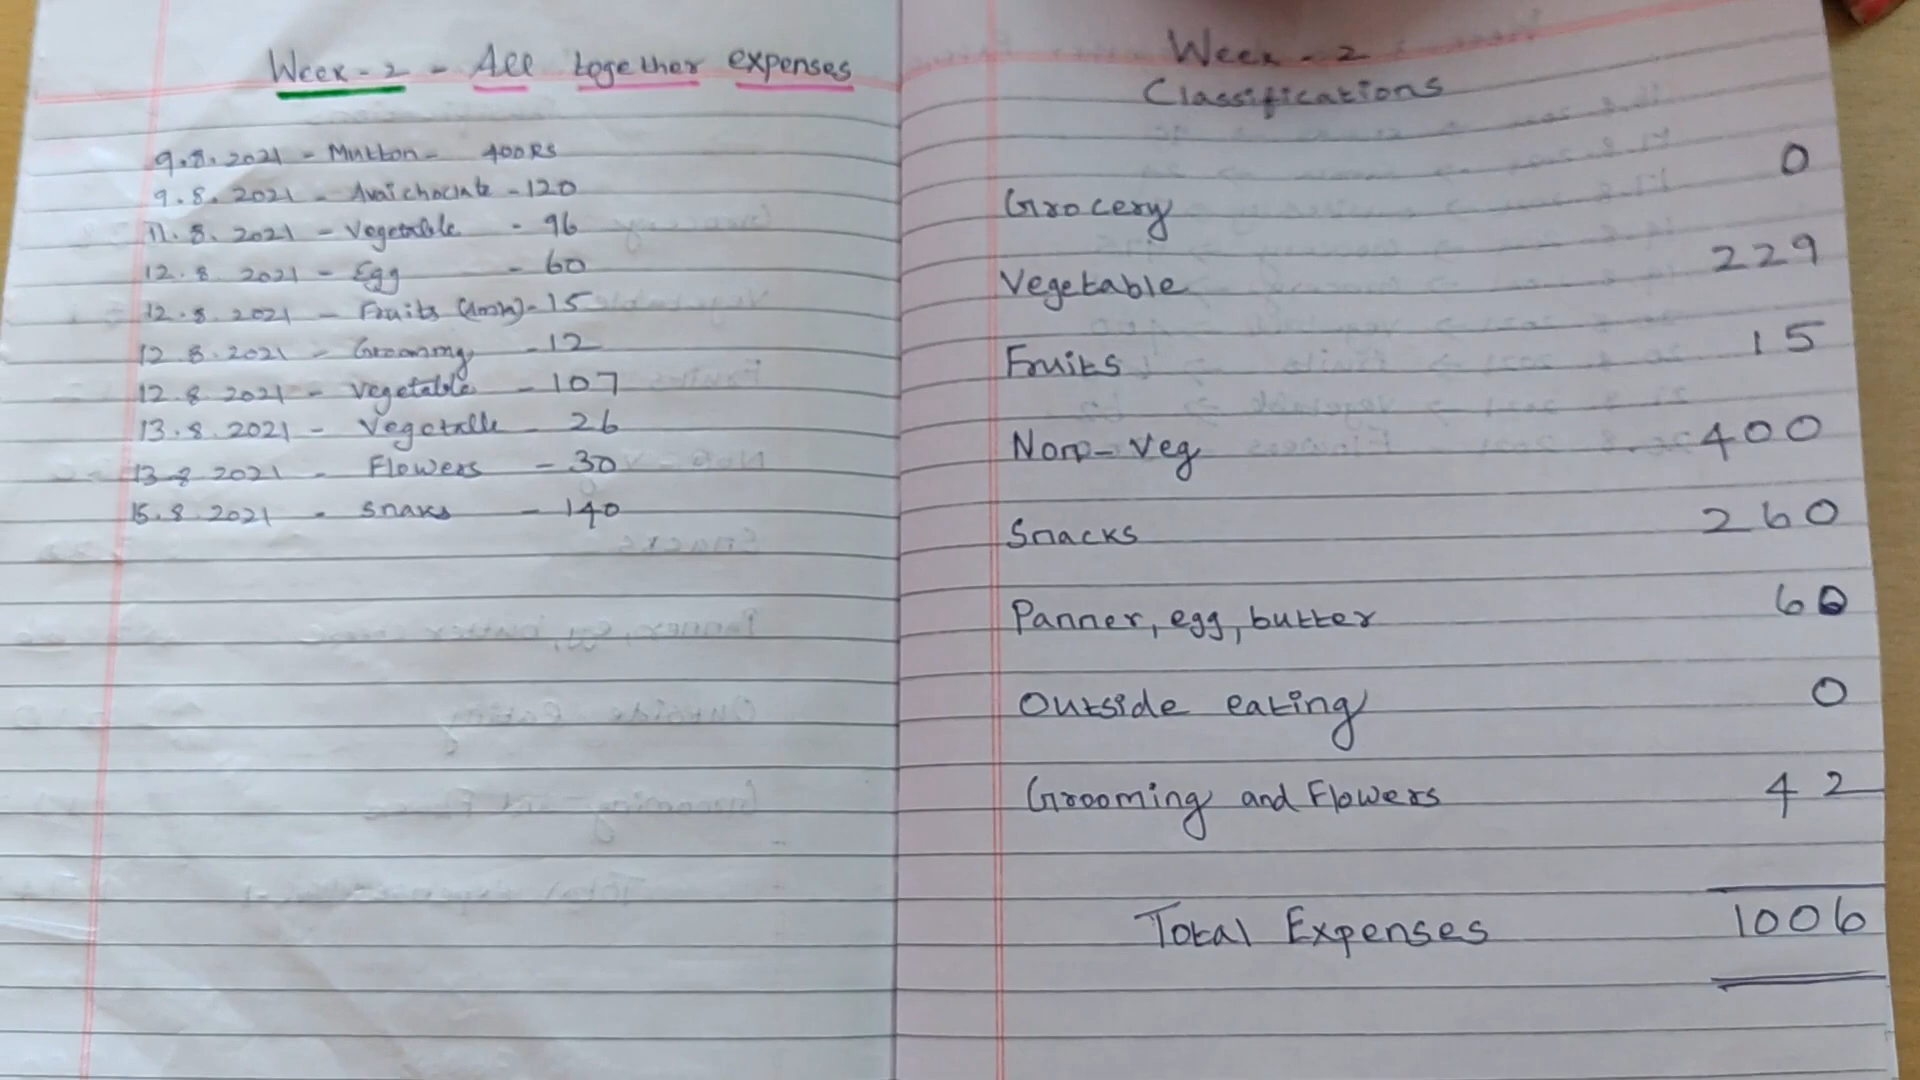 Week - 2 - All together expenses
9.8.2021 - Mutton - 400RS
9.8.2021 - Avai choclate - 120
11.8.2021 - Vegetable - 96
12.8.2021 - Egg - 60
12.8.2021 - Fruits - 15
12.8.2021 - Grooming - 12
12.8.2021 - Vegetable - 107
13.8.2021 - Vegetable - 26
13.8.2021 - Flowers - 30
15.8.2021 - snaks - 140
Week - 2
Classifications
Grocery 0
Vegetable 229
Fruits 15
Non-Veg 400
Snacks 260
Panner, egg, butter 60
Outside eating 0
Grooming and Flowers 42
Total Expenses 1006